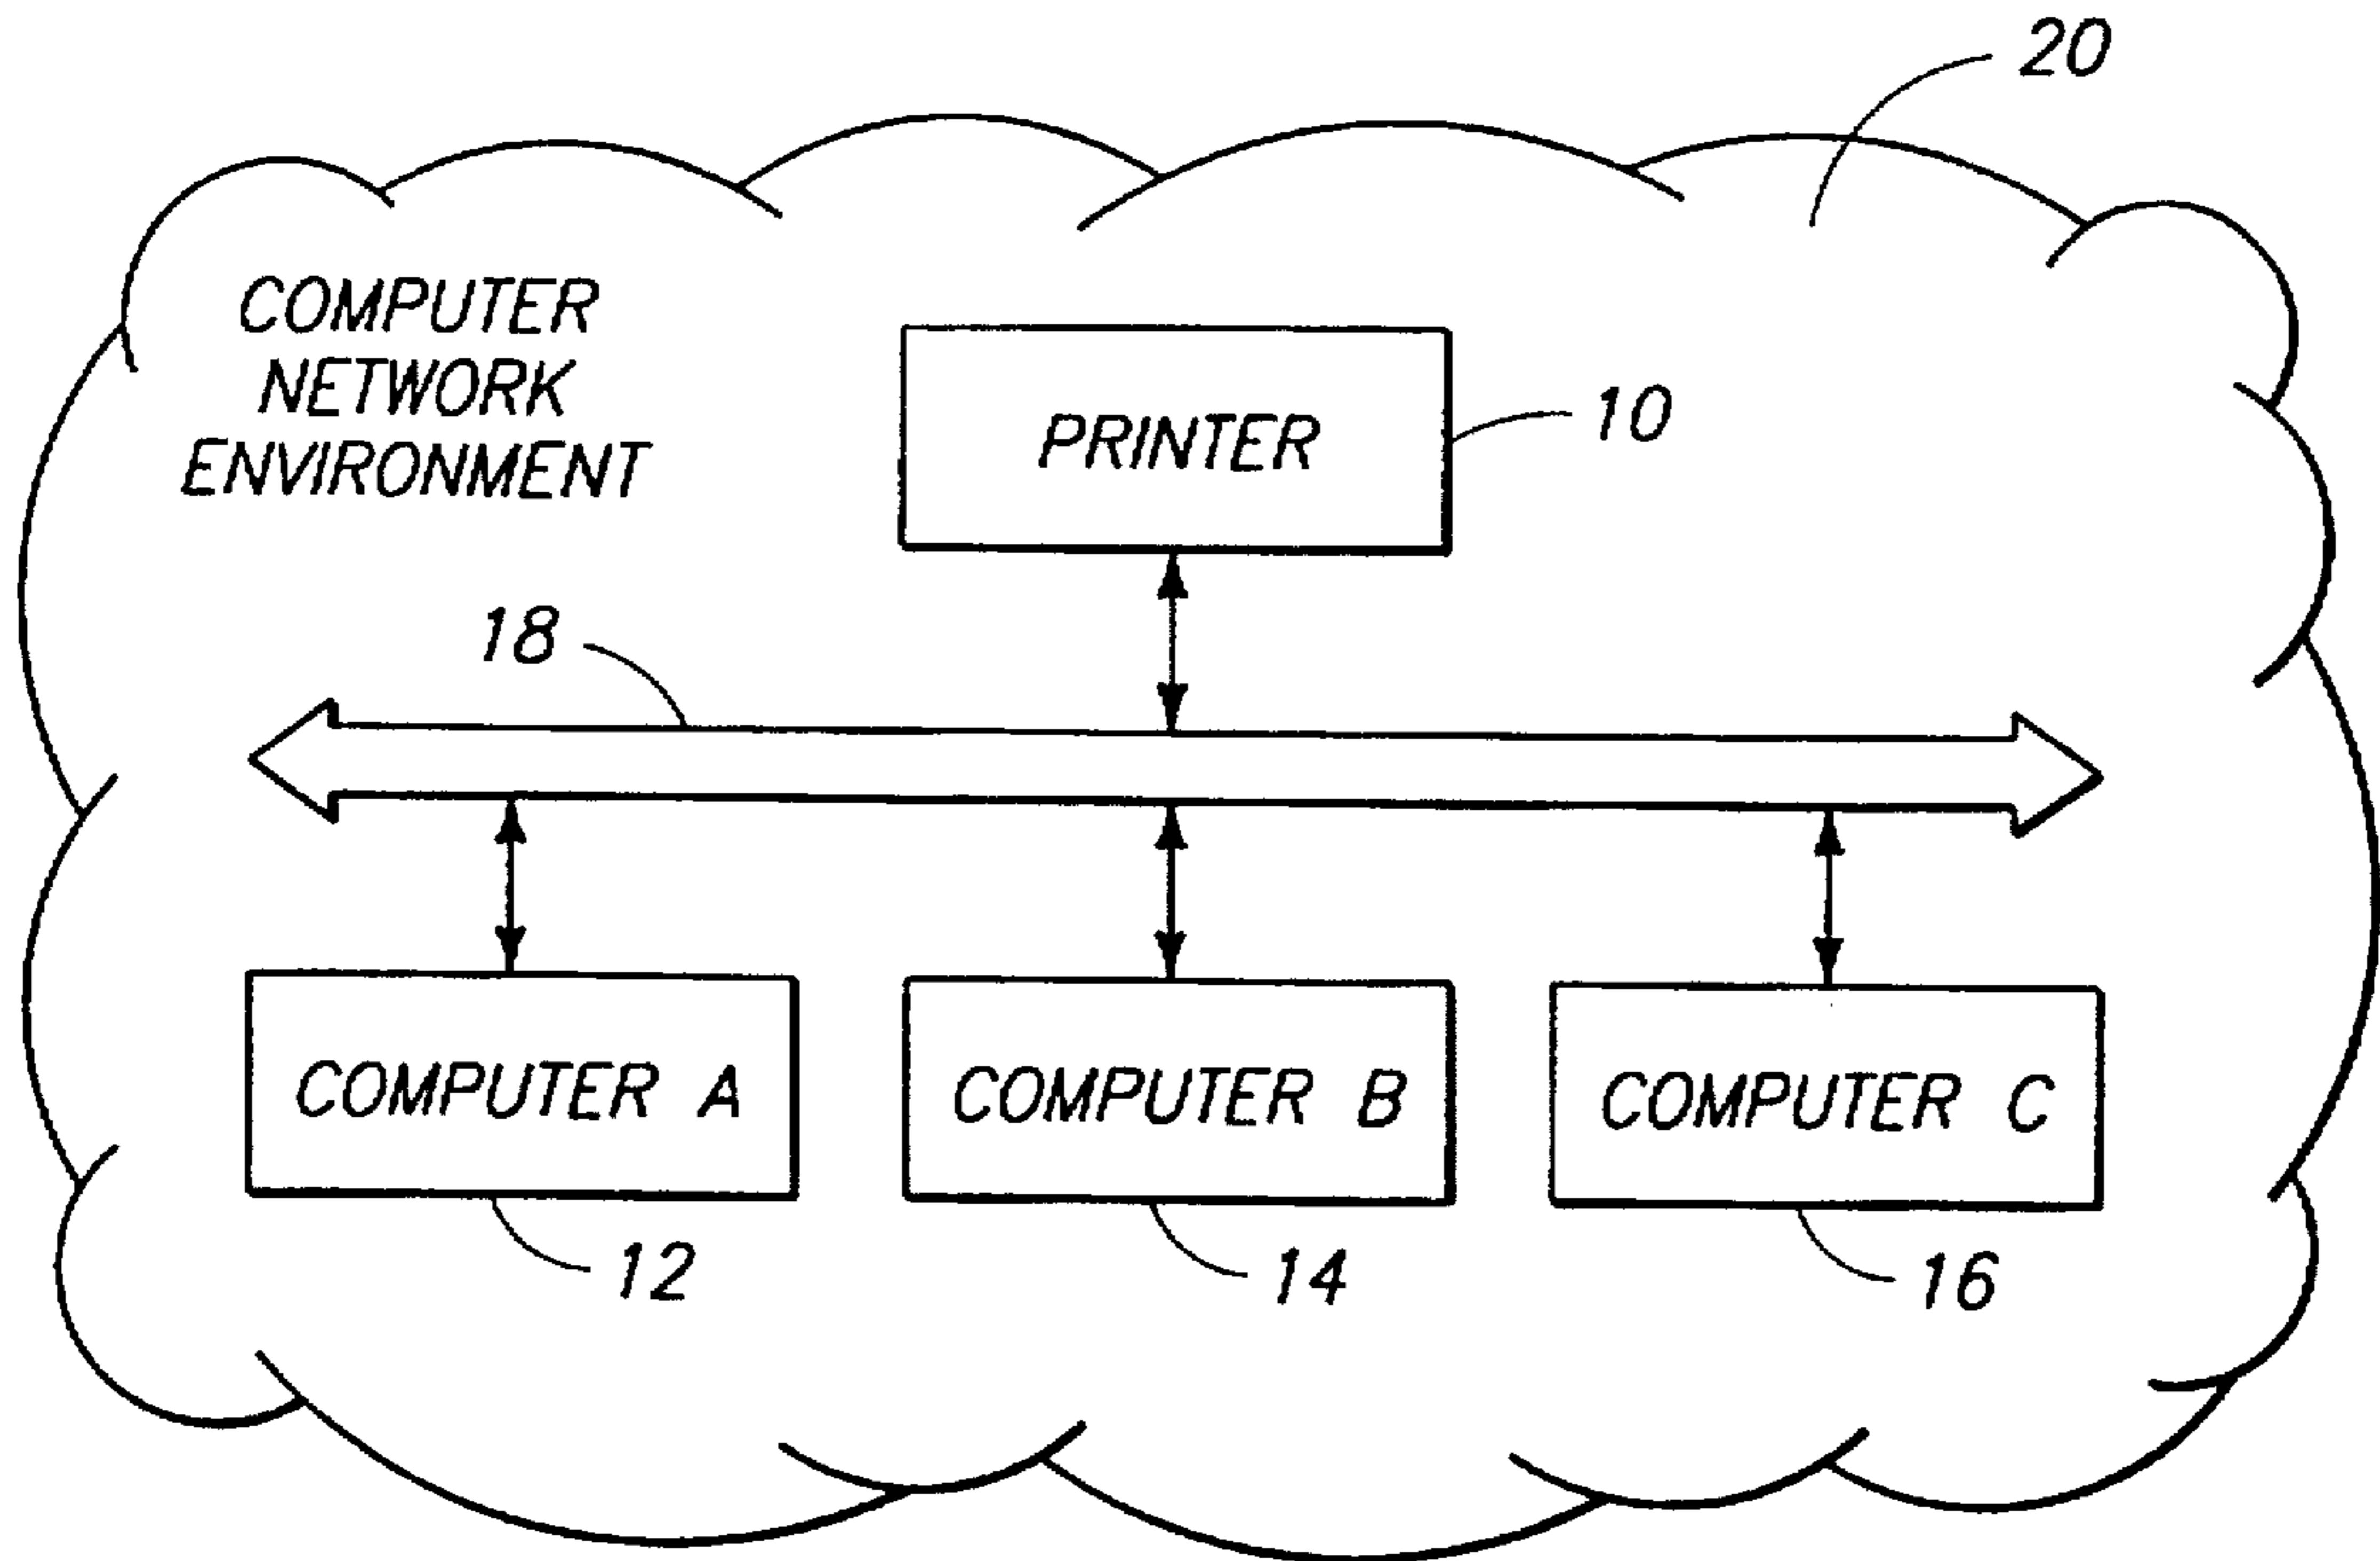 20
COMPUTER
NETWORK
ENVIRONMENT
PRINTER
10
18
COMPUTER A
COMPUTER B
COMPUTER C
12
14
16